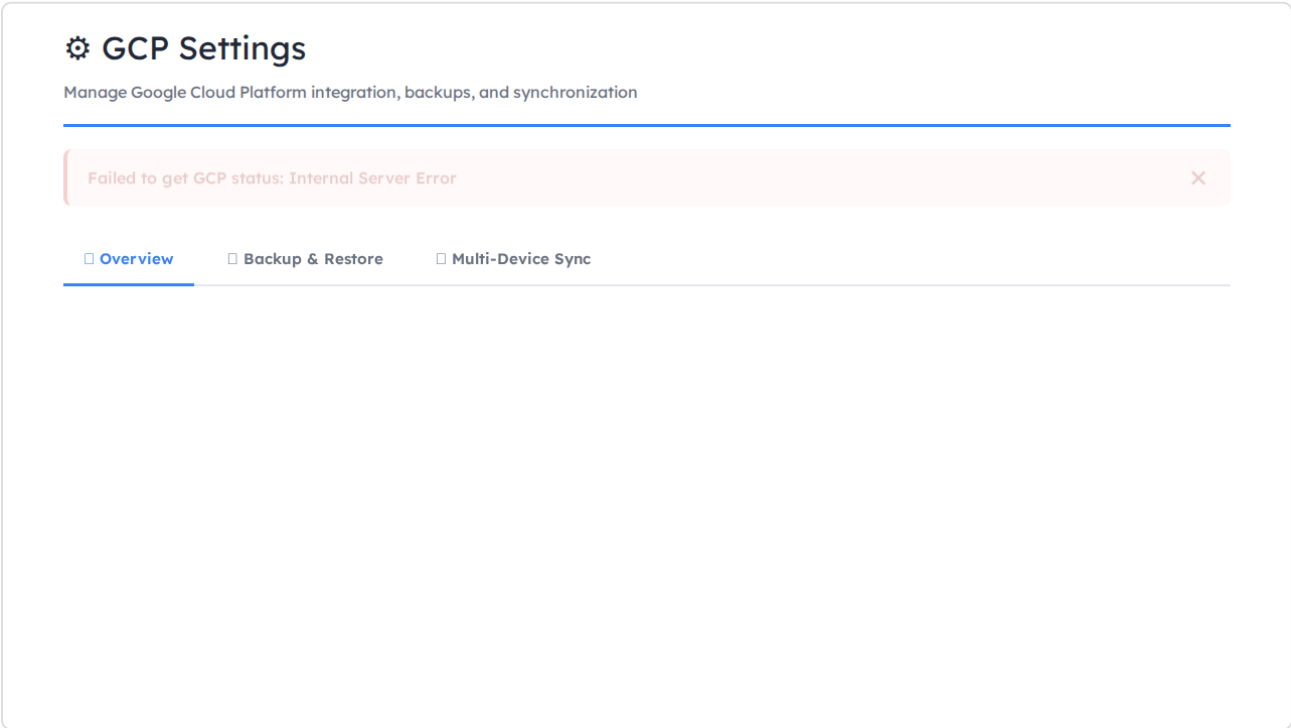 ⚙ GCP Settings
Manage Google Cloud Platform integration, backups, and synchronization
Failed to get GCP status: Internal Server Error ✕
Overview Backup & Restore Multi-Device Sync